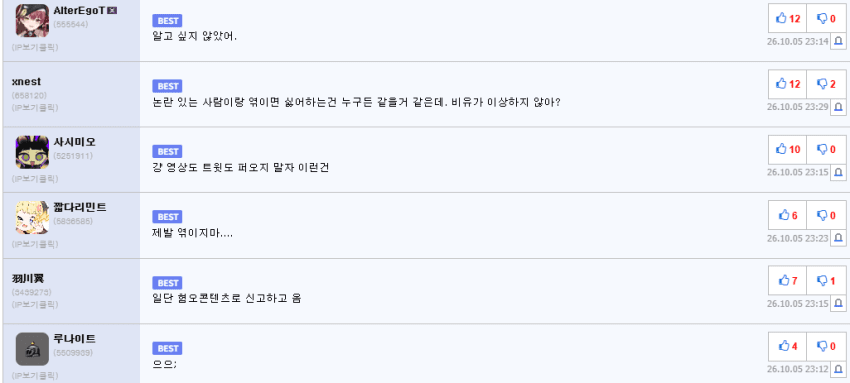 AlterEgoT
(555544)
(IP보기클릭)
BEST
알고 싶지 않았어.
12
0
26.10.05 23:14
xnest
(658120)
(IP보기클릭)
BEST
논란 있는 사람이랑 엮이면 싫어하는건 누구든 같을거 같은데. 비유가 이상하지 않아?
12
2
26.10.05 23:29
사시미오
(5251911)
(IP보기클릭)
BEST
걍 영상도 트윗도 퍼오지 말자 이런건
10
0
26.10.05 23:15
짧다리민트
(IP보기클릭)
BEST
제발 엮이지마....
6
0
26.10.05 23:23
羽川翼
(5499275)
(IP보기클릭)
BEST
일단 혐오콘텐츠로 신고하고 옴
7
1
26.10.05 23:15
루나이트
(5509989)
(IP보기클릭)
BEST
으으;
4
0
26.10.05 23:12